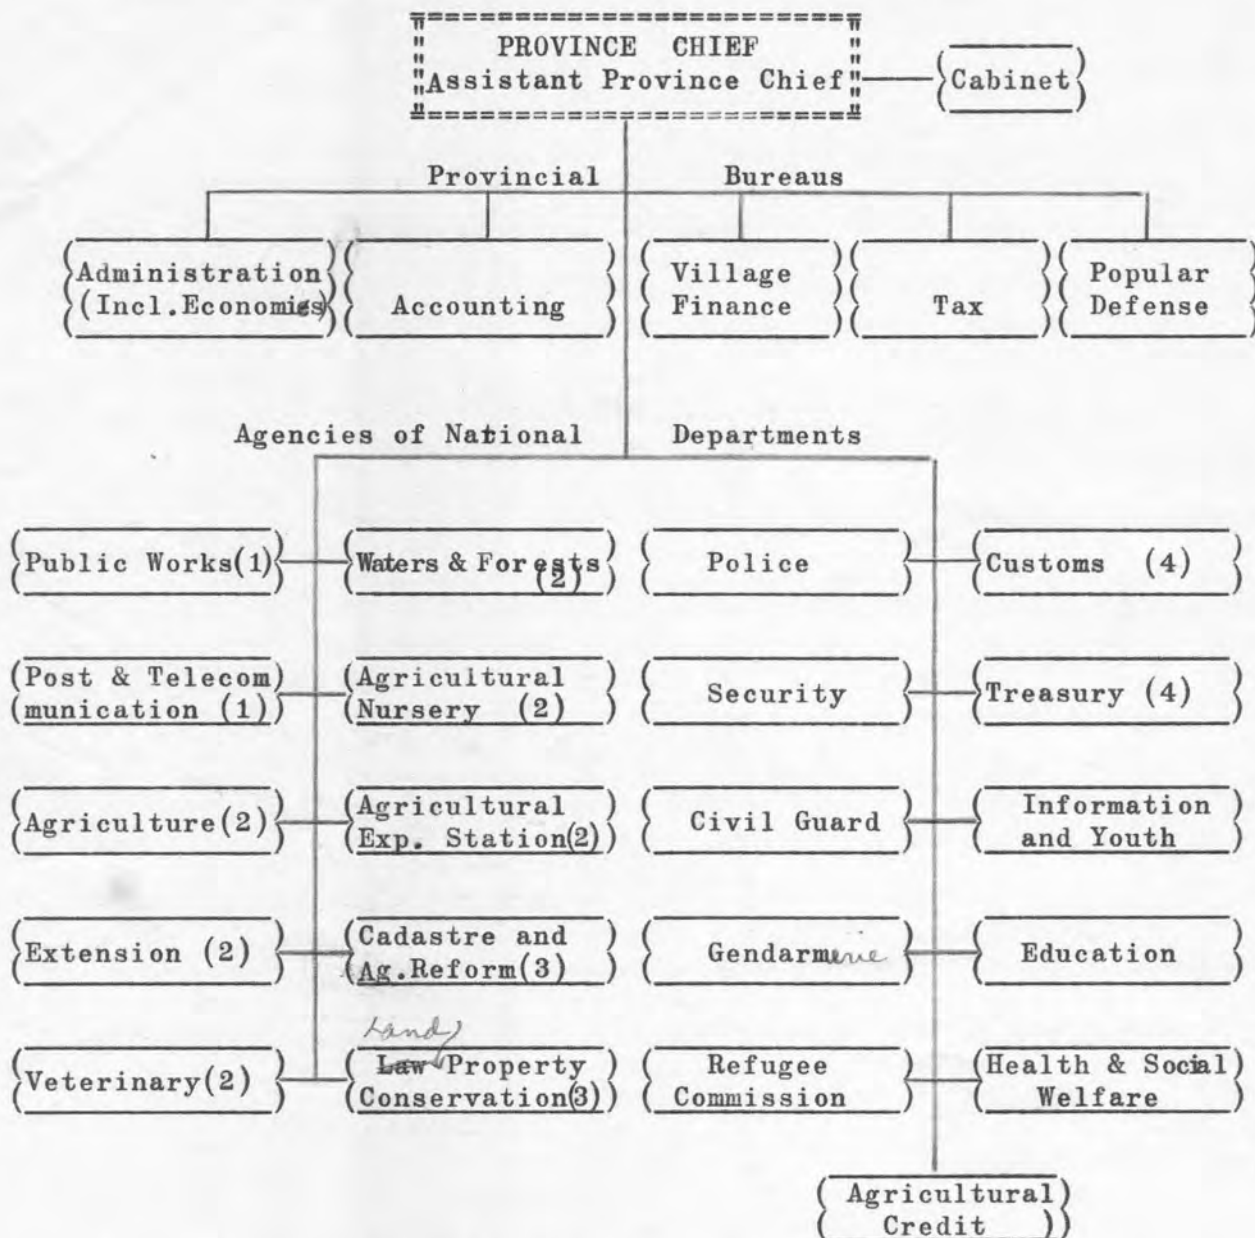 PROVINCE CHIEF
Assistant Province Chief
Cabinet
Provincial Bureaus
Administration
(Incl.Economics)
Accounting
Village
Finance
Tax
Popular
Defense
Agencies of National Departments
Public Works(1)
Waters & Forests
(2)
Police
Customs (4)
Post & Telecom
munication (1)
Agricultural
Nursery (2)
Security
Treasury (4)
Agriculture(2)
Agricultural
Exp. Station(2)
Civil Guard
Information
and Youth
Extension (2)
Cadastre and
Ag.Reform(3)
Gendarmerie
Education
Veterinary(2)
Land
Law Property
Conservation(3)
Refugee
Commission
Health & Social
Welfare
Agricultural
Credit